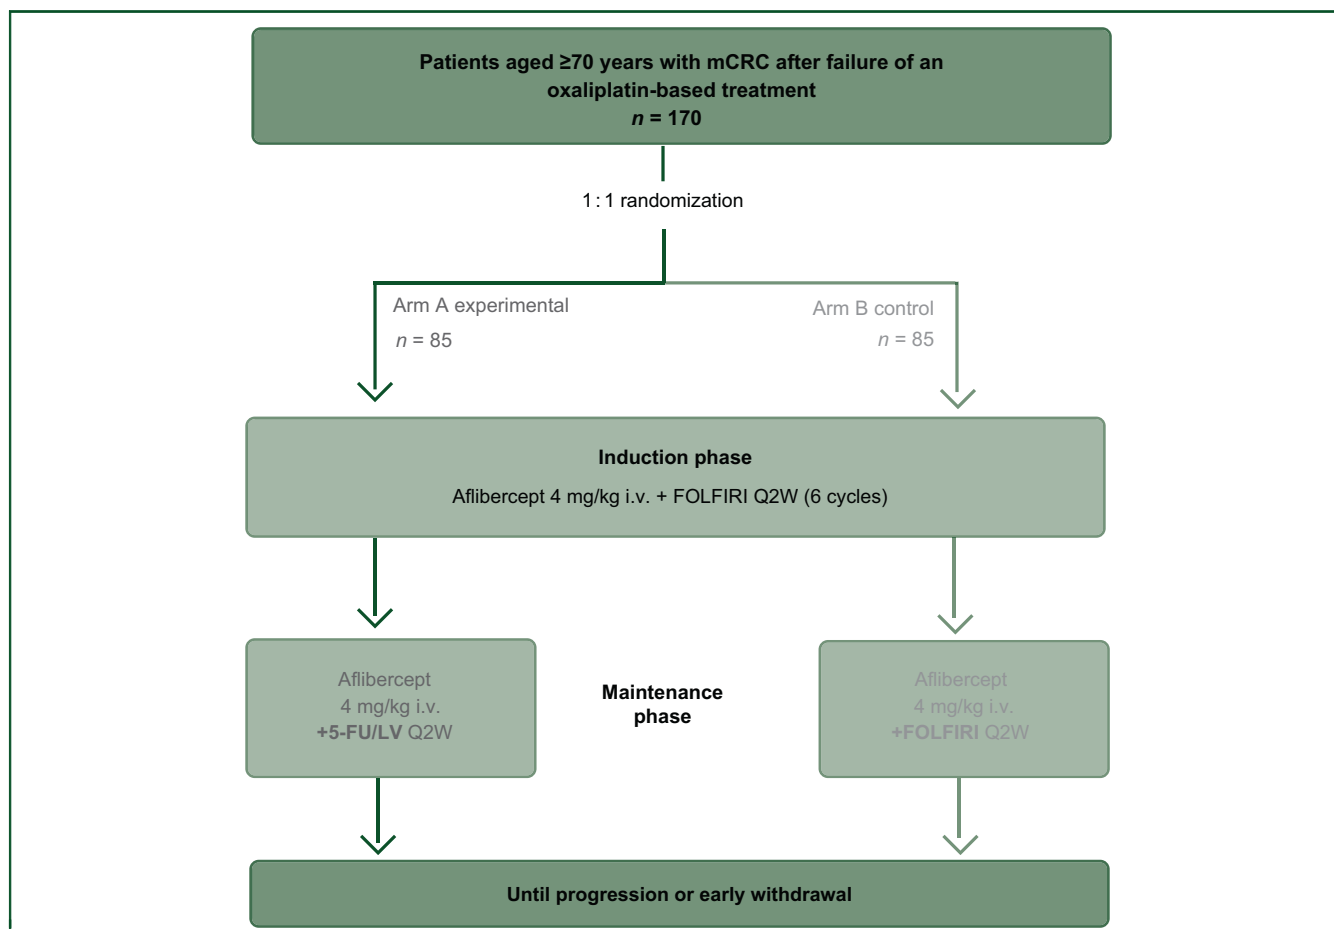 Patients aged ≥70 years with mCRC after failure of an
oxaliplatin-based treatment
n = 170
1 : 1 randomization
Arm A experimental
n = 85
Arm B control
n = 85
Induction phase
Aflibercept 4 mg/kg i.v. + FOLFIRI Q2W (6 cycles)
Aflibercept
4 mg/kg i.v.
+5-FU/LV Q2W
Maintenance
phase
Aflibercept
4 mg/kg i.v.
+FOLFIRI Q2W
Until progression or early withdrawal